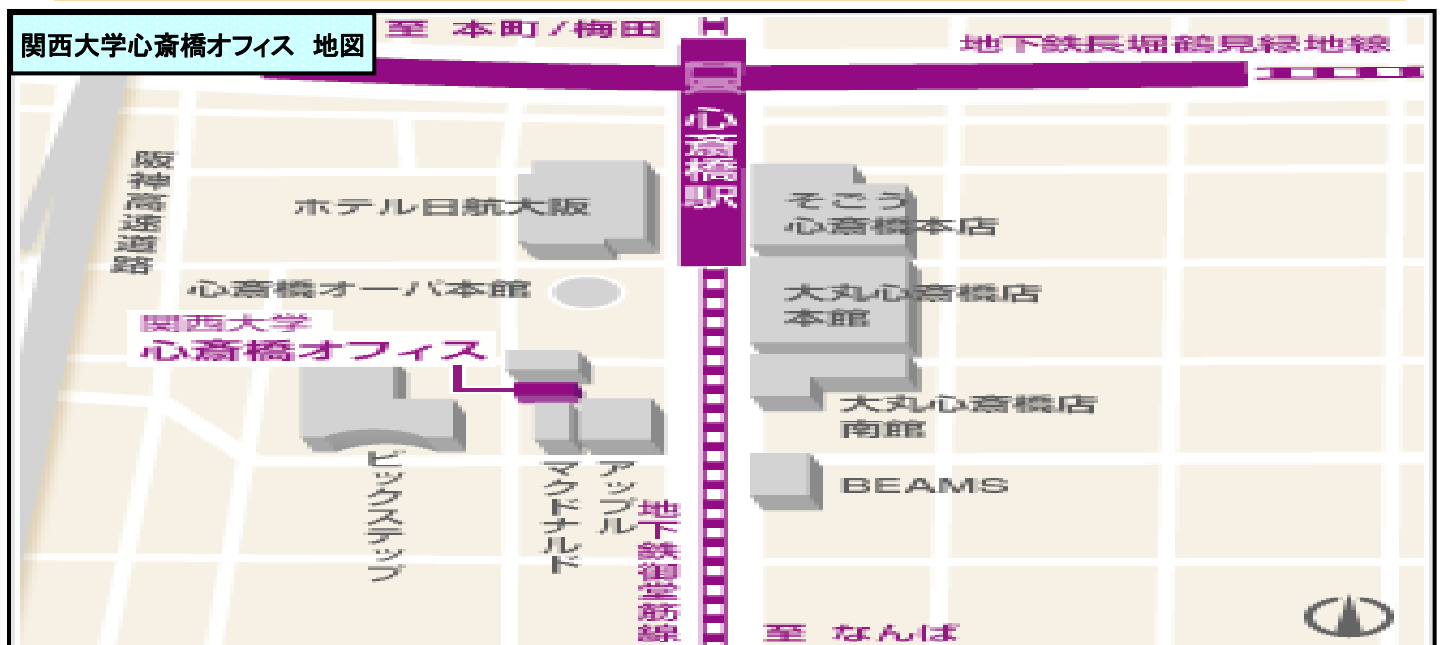 関西大学心斎橋オフィス 地図
至 本町/梅田
地下鉄長堀鶴見緑地線
心斎橋駅
阪神高速道路
ホテル日航大阪
そごう
心斎橋本店
心斎橋オーパ本館
大丸心斎橋店
本館
関西大学
心斎橋オフィス
大丸心斎橋店
南館
ビックステップ
マクドナルド
アップル
BEAMS
地下鉄御堂筋線
至 なんば